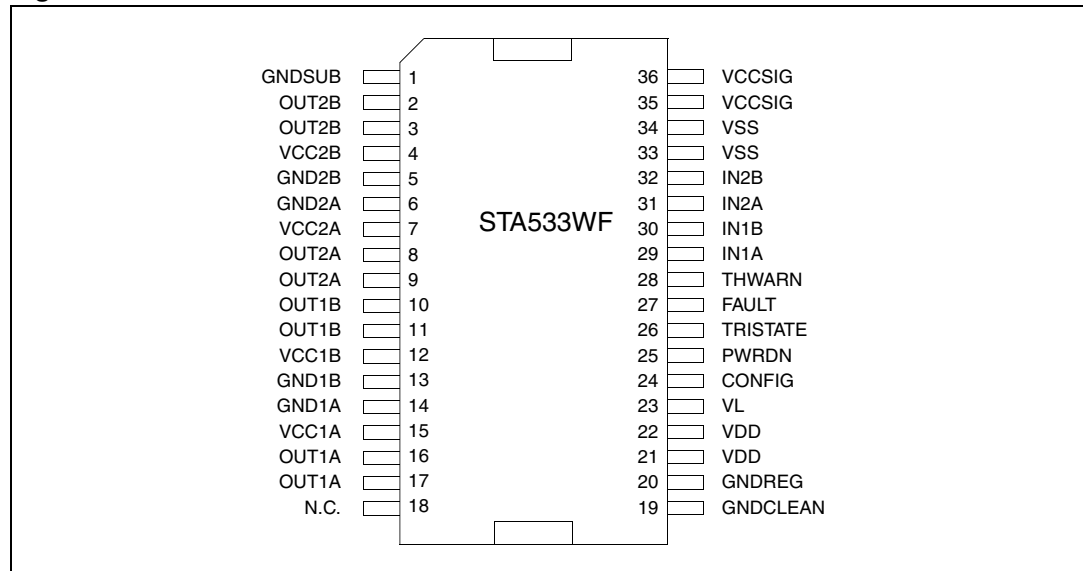 GNDSUB 1 36 VCCSIG
OUT2B 2 35 VCCSIG
OUT2B 3 34 VSS
VCC2B 4 33 VSS
GND2B 5 32 IN2B
GND2A 6 31 IN2A
VCC2A 7 STA533WF 30 IN1B
OUT2A 8 29 IN1A
OUT2A 9 28 THWARN
OUT1B 10 27 FAULT
OUT1B 11 26 TRISTATE
VCC1B 12 25 PWRDN
GND1B 13 24 CONFIG
GND1A 14 23 VL
VCC1A 15 22 VDD
OUT1A 16 21 VDD
OUT1A 17 20 GNDREG
N.C. 18 19 GNDCLEAN